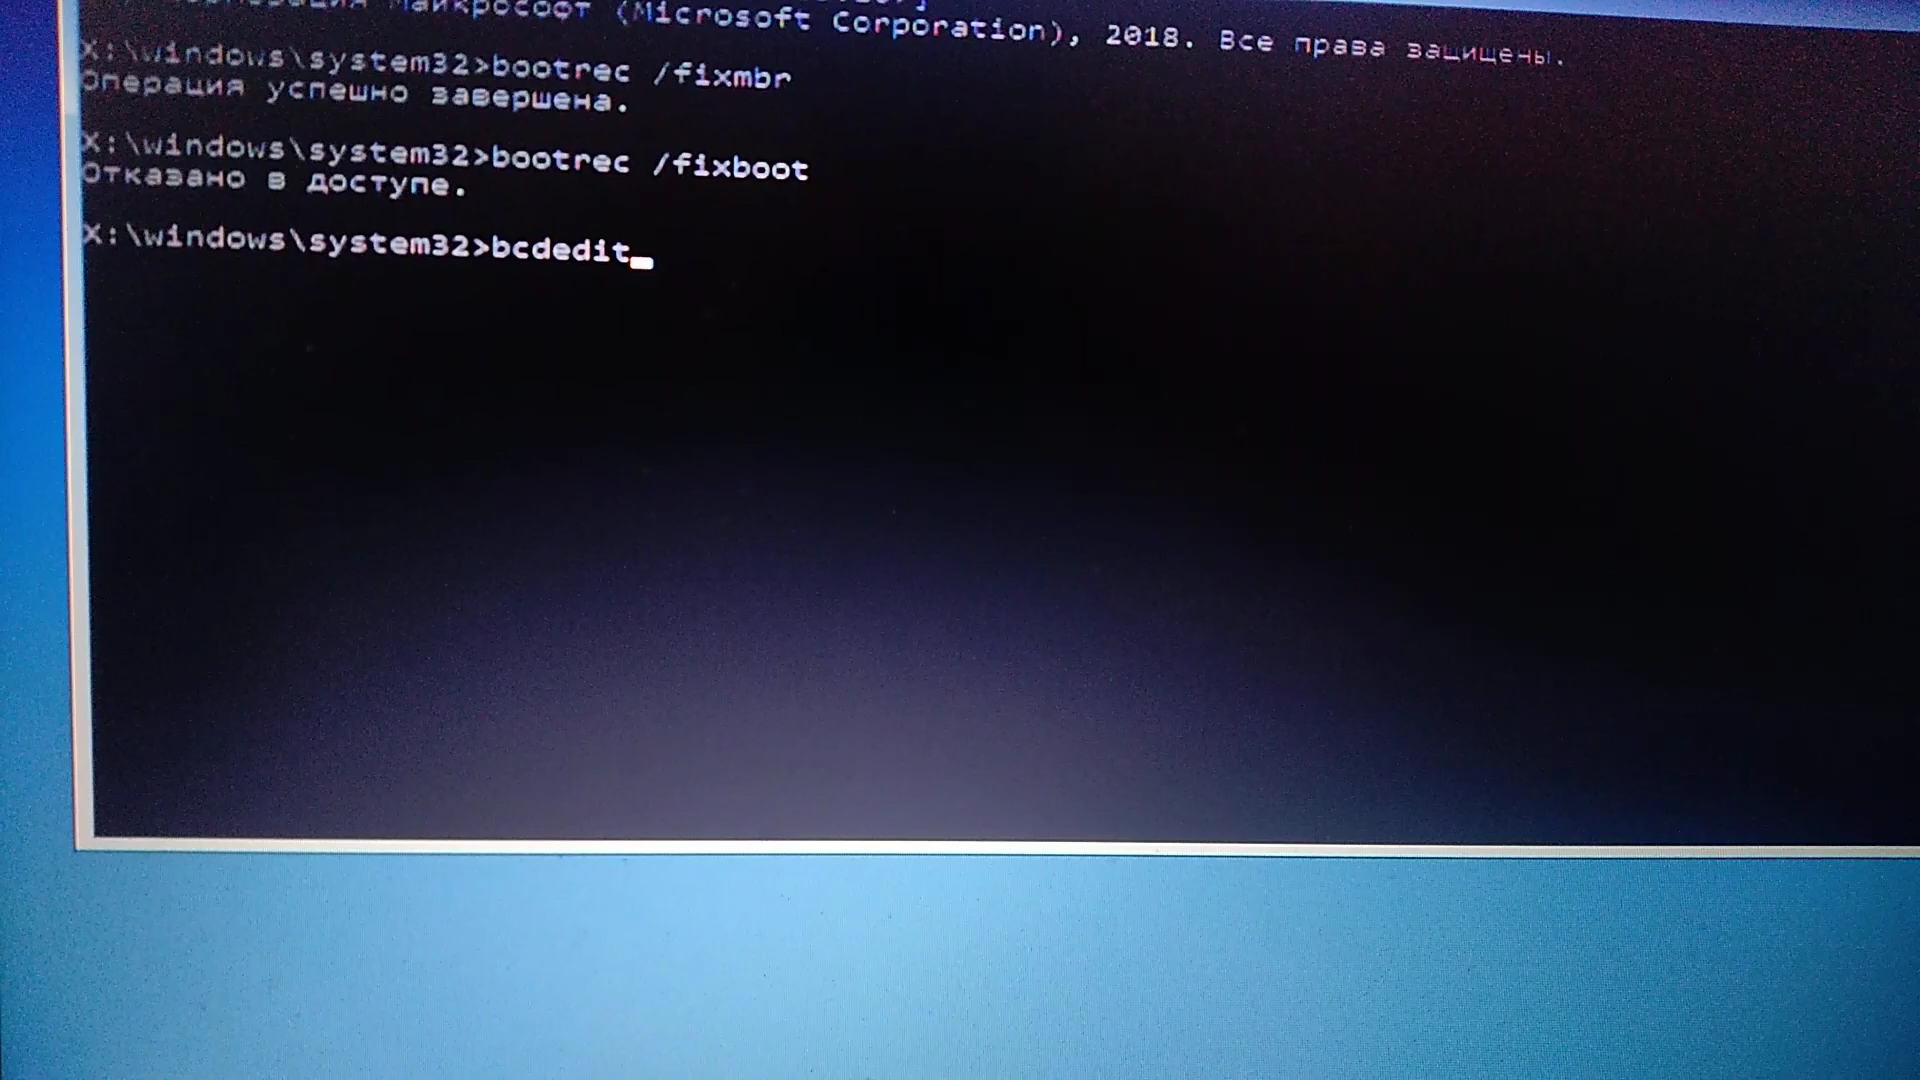 Майкрософт (Microsoft Corporation), 2018. Все права защищены.
X:\windows\system32>bootrec /fixmbr
Операция успешно завершена.
X:\windows\system32>bootrec /fixboot
Отказано в доступе.
X:\windows\system32>bcdedit